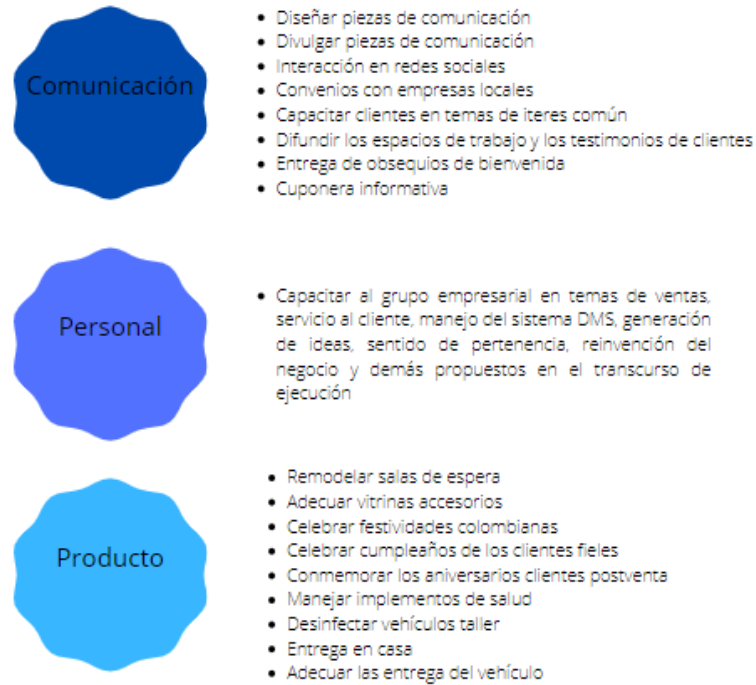 Comunicación
• Diseñar piezas de comunicación
• Divulgar piezas de comunicación
• Interacción en redes sociales
• Convenios con empresas locales
• Capacitar clientes en temas de iteres común
• Difundir los espacios de trabajo y los testimonios de clientes
• Entrega de obsequios de bienvenida
• Cuponera informativa
Personal
• Capacitar al grupo empresarial en temas de ventas,
servicio al cliente, manejo del sistema DMS, generación
de ideas, sentido de pertenencia, reinvención del
negocio y demás propuestos en el transcurso de
ejecución
Producto
• Remodelar salas de espera
• Adecuar vitrinas accesorios
• Celebrar festividades colombianas
• Celebrar cumpleaños de los clientes fieles
• Conmemorar los aniversarios clientes postventa
• Manejar implementos de salud
• Desinfectar vehículos taller
• Entrega en casa
• Adecuar las entrega del vehículo